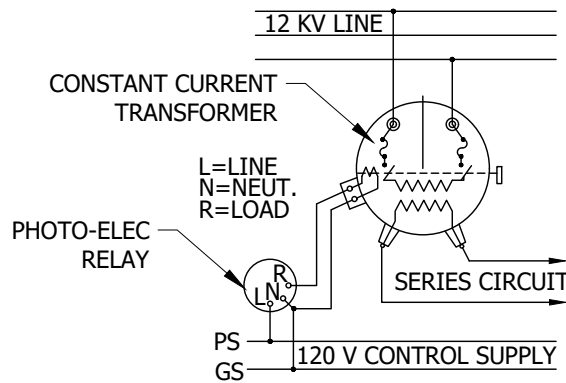 12 KV LINE
CONSTANT CURRENT
TRANSFORMER
L=LINE
N=NEUT.
R=LOAD
PHOTO-ELEC
RELAY
R
LN
SERIES CIRCUIT
PS
120 V CONTROL SUPPLY
GS